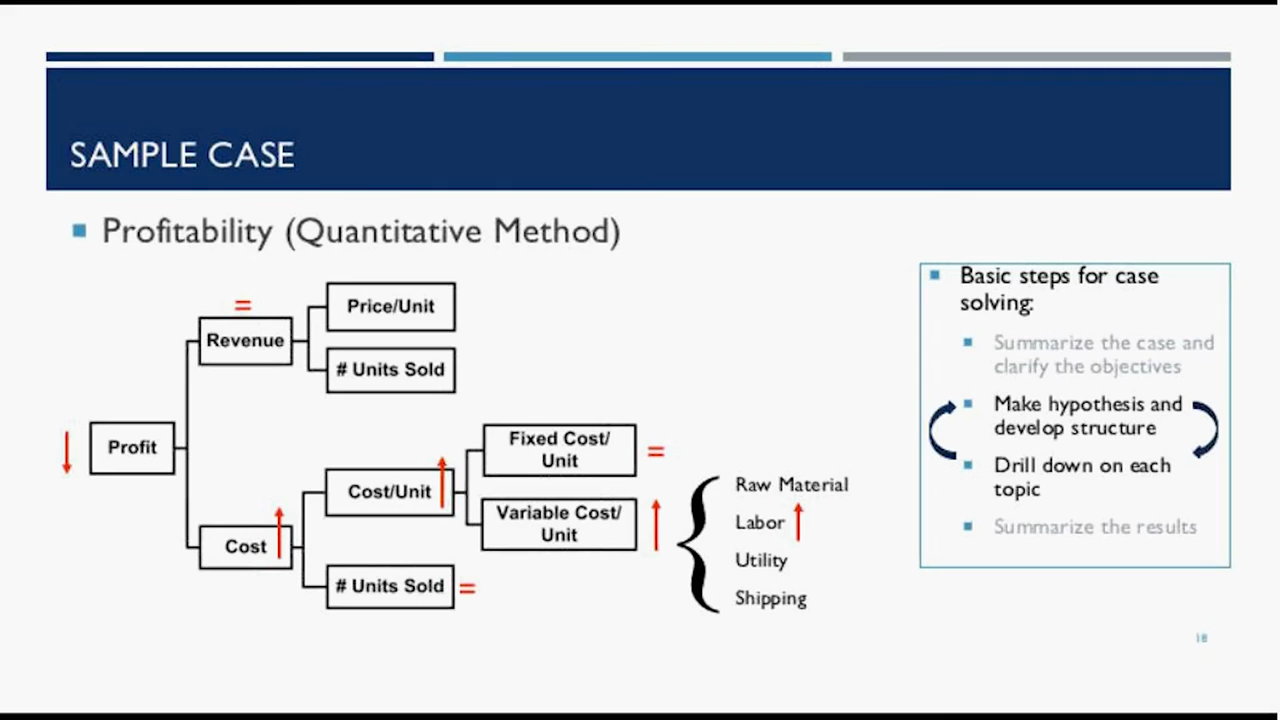 SAMPLE CASE
Profitability (Quantitative Method)
=
Revenue
Price/Unit
# Units Sold
Profit
Cost
Cost/Unit
# Units Sold =
Fixed Cost/
Unit
=
Variable Cost/
Unit
Raw Material
Labor
Utility
Shipping
Basic steps for case
solving:
Summarize the case and
clarify the objectives
Make hypothesis and
develop structure
Drill down on each
topic
Summarize the results
18